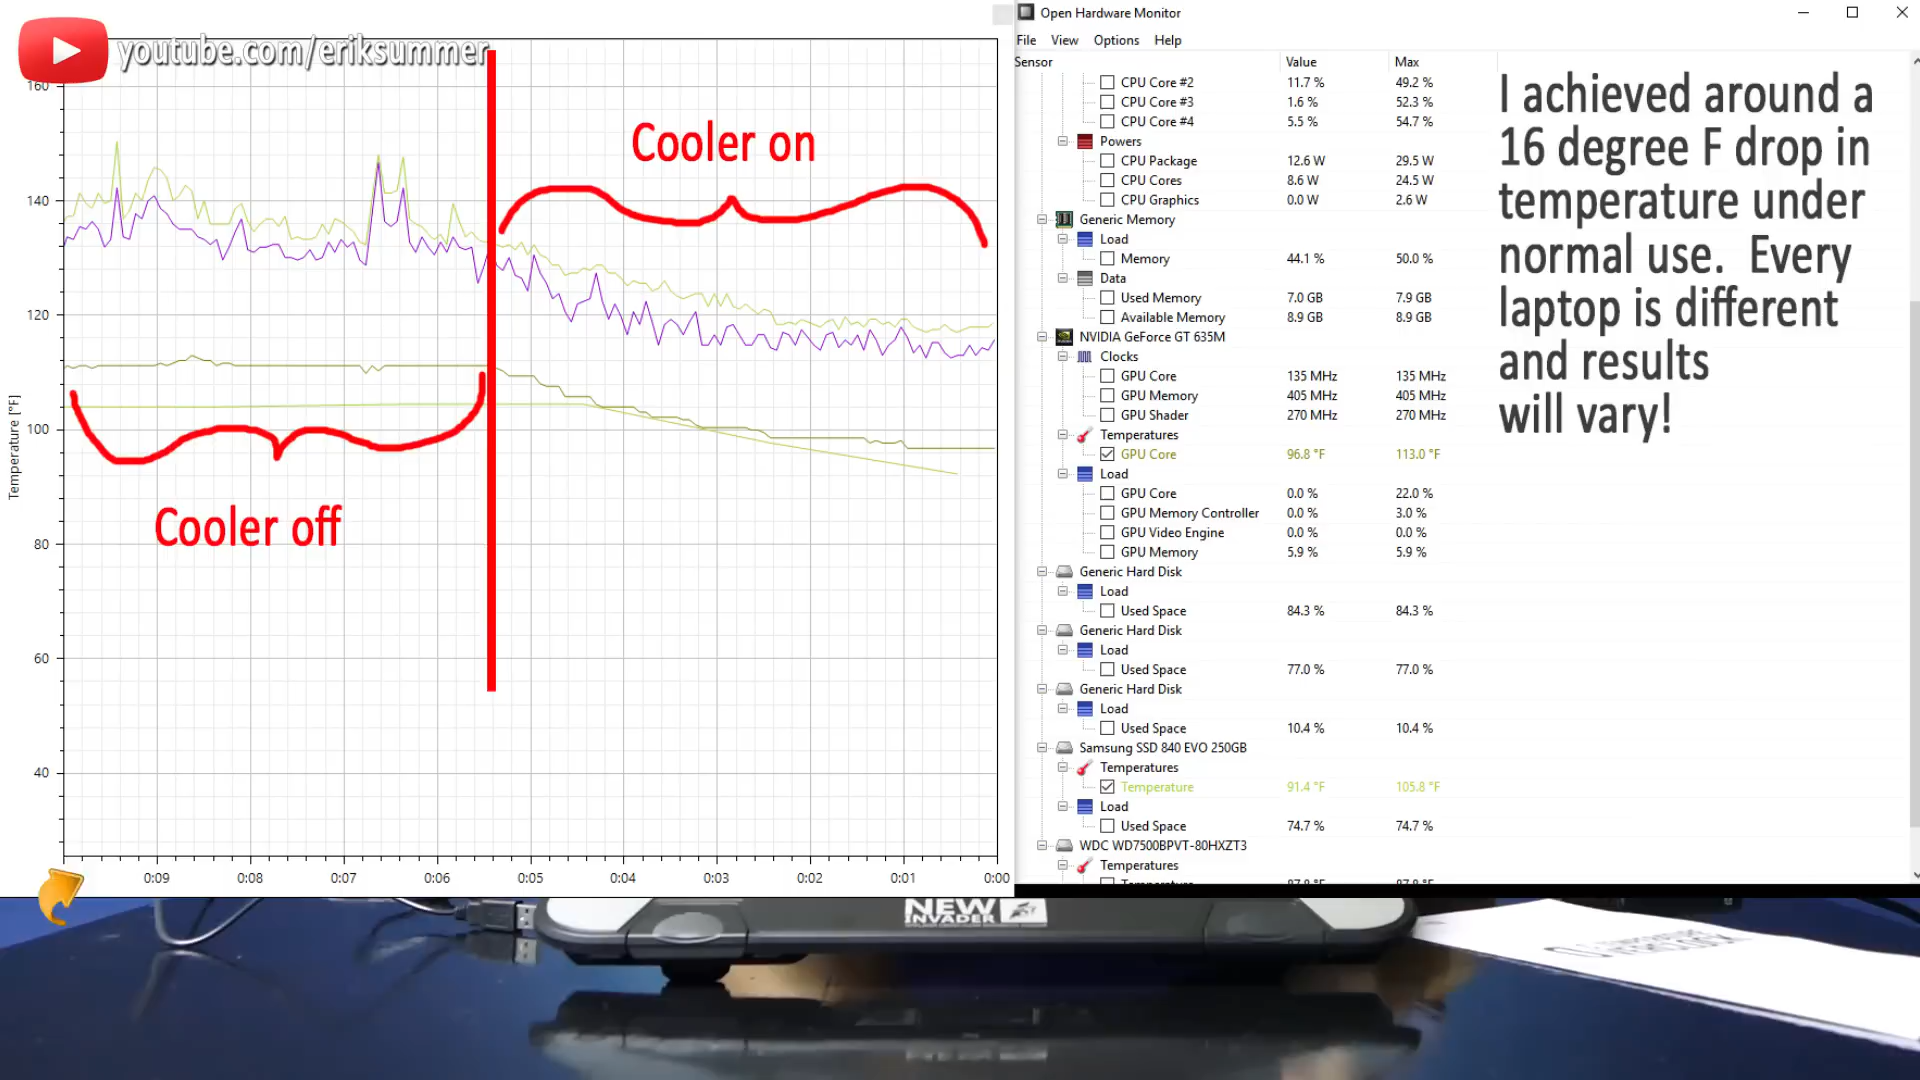 youtube.com/eriksummer
160
140
120
100
80
60
40
Temperature [°F]
0:09
0:08
0:07
0:06
0:05
0:04
0:03
0:02
0:01
0:00
Cooler on
Cooler off
Open Hardware Monitor
File View Options Help
Sensor Value Max
CPU Core #2 11.7 % 49.2 %
CPU Core #3 1.6 % 52.3 %
CPU Core #4 5.5 % 54.7 %
Powers
CPU Package 12.6 W 29.5 W
CPU Cores 8.6 W 24.5 W
CPU Graphics 0.0 W 2.6 W
Generic Memory
Load
Memory 44.1 % 50.0 %
Data
Used Memory 7.0 GB 7.9 GB
Available Memory 8.9 GB 8.9 GB
NVIDIA GeForce GT 635M
Clocks
GPU Core 135 MHz 135 MHz
GPU Memory 405 MHz 405 MHz
GPU Shader 270 MHz 270 MHz
Temperatures
GPU Core 96.8 °F 113.0 °F
Load
GPU Core 0.0 % 22.0 %
GPU Memory Controller 0.0 % 3.0 %
GPU Video Engine 0.0 % 0.0 %
GPU Memory 5.9 % 5.9 %
Generic Hard Disk
Load
Used Space 84.3 % 84.3 %
Generic Hard Disk
Load
Used Space 77.0 % 77.0 %
Generic Hard Disk
Load
Used Space 10.4 % 10.4 %
Samsung SSD 840 EVO 250GB
Temperatures
Temperature 91.4 °F 105.8 °F
Load
Used Space 74.7 % 74.7 %
WDC WD7500BPVT-80HXZT3
Temperatures
I achieved around a
16 degree F drop in
temperature under
normal use. Every
laptop is different
and results
will vary!
NEW
INVADER